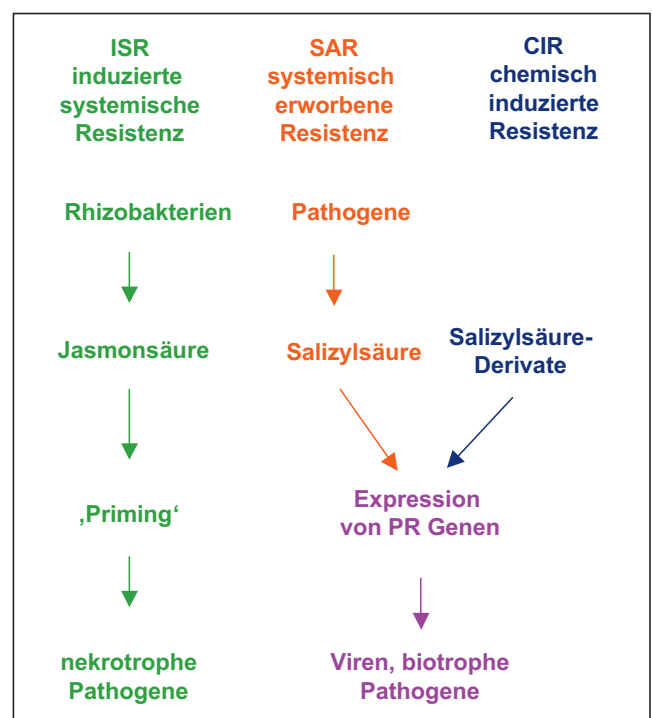 ISR
induzierte
systemische
Resistenz
SAR
systemisch
erworbene
Resistenz
CIR
chemisch
induzierte
Resistenz
Rhizobakterien
Pathogene
Jasmonsäure
Salizylsäure
Salizylsäure-
Derivate
‚Priming‘
Expression
von PR Genen
nekrotrophe
Pathogene
Viren, biotrophe
Pathogene